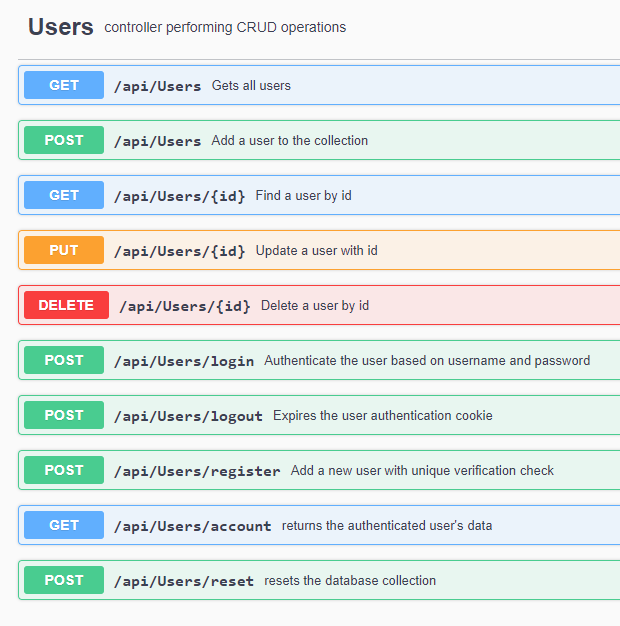 Users controller performing CRUD operations
GET /api/Users Gets all users
POST /api/Users Add a user to the collection
GET /api/Users/{id} Find a user by id
PUT /api/Users/{id} Update a user with id
DELETE /api/Users/{id} Delete a user by id
POST /api/Users/login Authenticate the user based on username and password
POST /api/Users/logout Expires the user authentication cookie
POST /api/Users/register Add a new user with unique verification check
GET /api/Users/account returns the authenticated user's data
POST /api/Users/reset resets the database collection